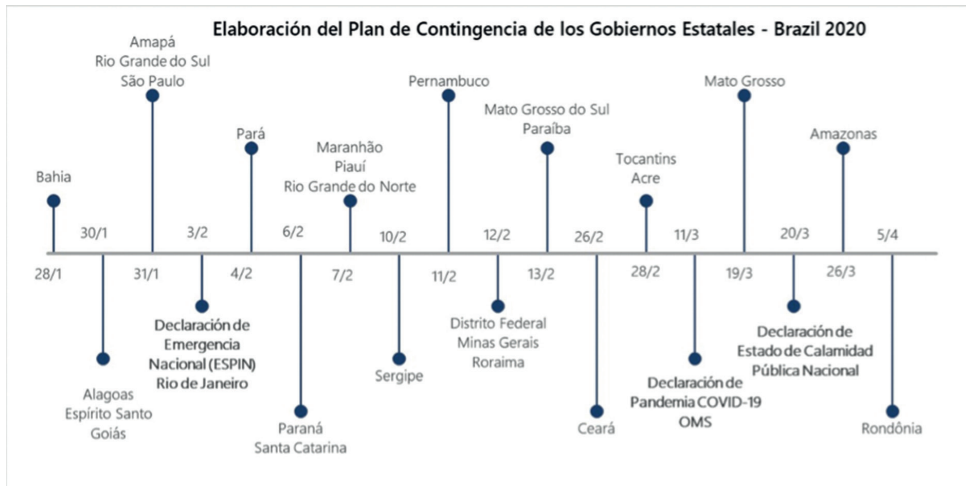 Elaboración del Plan de Contingencia de los Gobiernos Estatales - Brazil 2020
Bahia
28/1
30/1
Alagoas
Espírito Santo
Goiás
Amapá
Rio Grande do Sul
São Paulo
31/1
3/2
Declaración de
Emergencia
Nacional (ESPIN)
Rio de Janeiro
Pará
4/2
6/2
Paraná
Santa Catarina
Maranhão
Piauí
Rio Grande do Norte
7/2
10/2
Sergipe
Pernambuco
11/2
12/2
Distrito Federal
Minas Gerais
Roraima
Mato Grosso do Sul
Paraíba
13/2
26/2
Ceará
Tocantins
Acre
28/2
11/3
Declaración de
Pandemia COVID-19
OMS
Mato Grosso
19/3
20/3
Declaración de
Estado de Calamidad
Pública Nacional
Amazonas
26/3
5/4
Rondônia